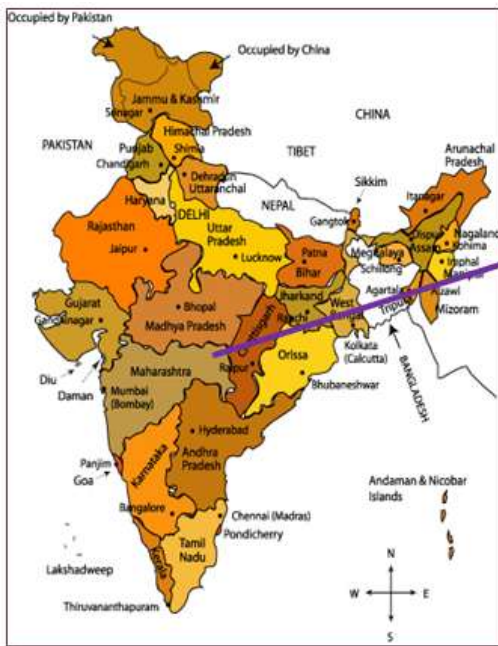 Occupied by Pakistan
Occupied by China
Jammu & Kashmir
Srinagar
CHINA
Himachal Pradesh
PAKISTAN
Punjab
Shimla
Chandigarh
TIBET
Arunachal
Pradesh
Dehradun
Uttaranchal
Haryana
Sikkim
DELHI
NEPAL
Itanagar
Rajasthan
Uttar
Pradesh
Gangtok
Dispur
Nagaland
Jaipur
Lucknow
Patna
Bihar
Meghalaya
Assam
Kohima
Schillong
Imphal
Manipur
Gujarat
Bhopal
Jharkand
West
Agartala
Aizawl
Gandhinagar
Madhya Pradesh
Ranchi
Tripura
Mizoram
Kolkata
(Calcutta)
Diu
Maharashtra
Raipur
Orissa
Daman
Mumbai
(Bombay)
Bhubaneshwar
BANGLADESH
Hyderabad
Panjim
Goa
Karnataka
Andhra
Pradesh
Andaman & Nicobar
Islands
Bangalore
Chennai (Madras)
Pondicherry
Tamil
Nadu
Kerala
Lakshadweep
N
W
E
S
Thiruvananthapuram